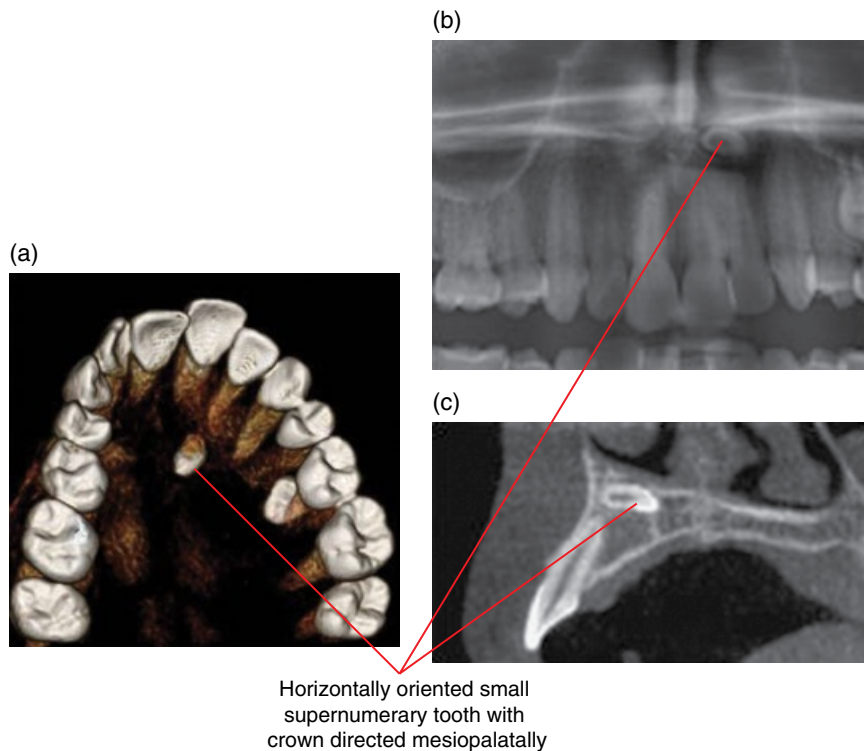 (b)
(a)
(c)
Horizontally oriented small
supernumerary tooth with
crown directed mesiopalatally